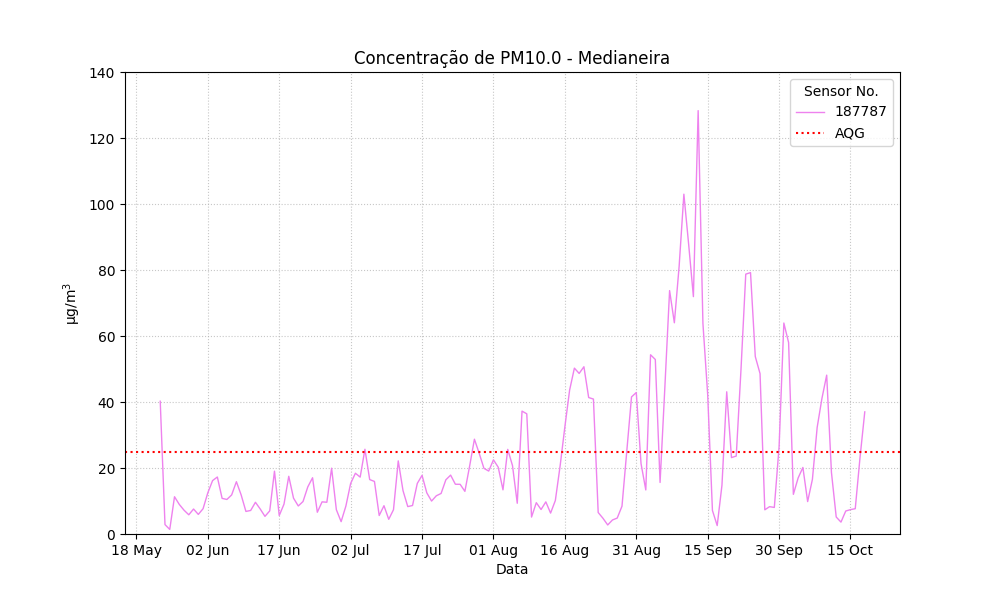 Concentração de PM10.0 - Medianeira
140
120
100
80
60
40
20
0
µg/m³
Sensor No.
187787
AQG
18 May
02 Jun
17 Jun
02 Jul
17 Jul
01 Aug
16 Aug
31 Aug
15 Sep
30 Sep
15 Oct
Data